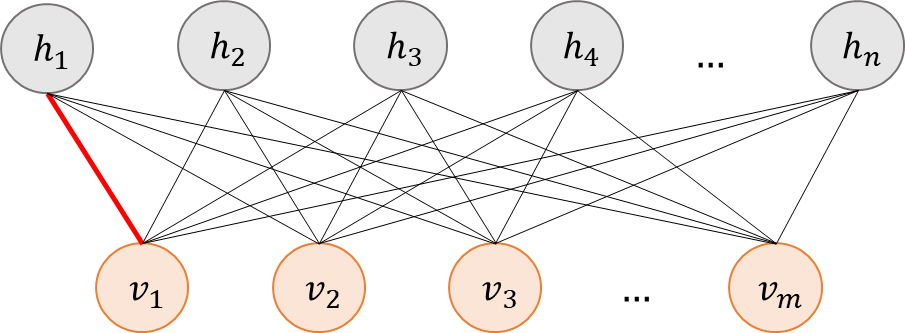 h₁ h₂ h₃ h₄ ... hₙ
v₁ v₂ v₃ ... vₘ